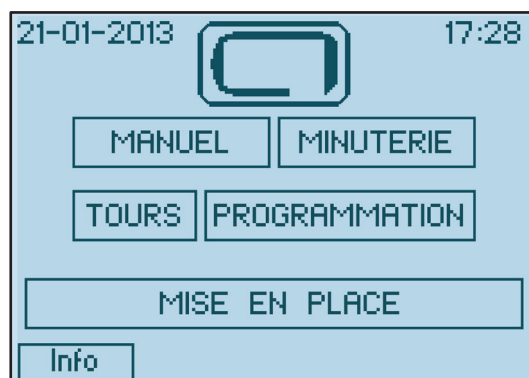 21-01-2013 17:28
MANUEL MINUTERIE
TOURS PROGRAMMATION
MISE EN PLACE
Info